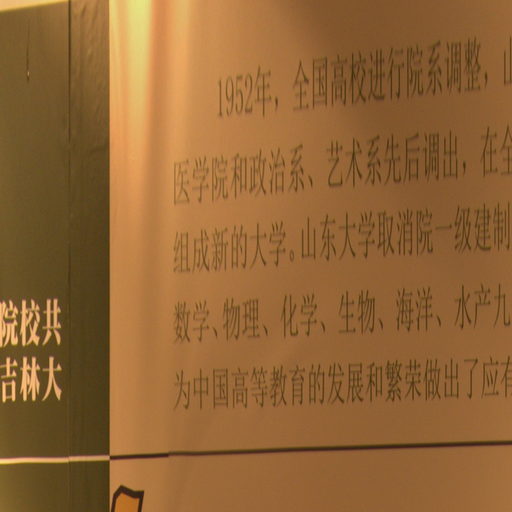 1952年，全国高校进行院系调整，山
医学院和政治系、艺术系先后调出，在全
组成新的大学。山东大学取消院一级建制
数学、物理、化学、生物、海洋、水产九
为中国高等教育的发展和繁荣做出了应有
院校共
吉林大